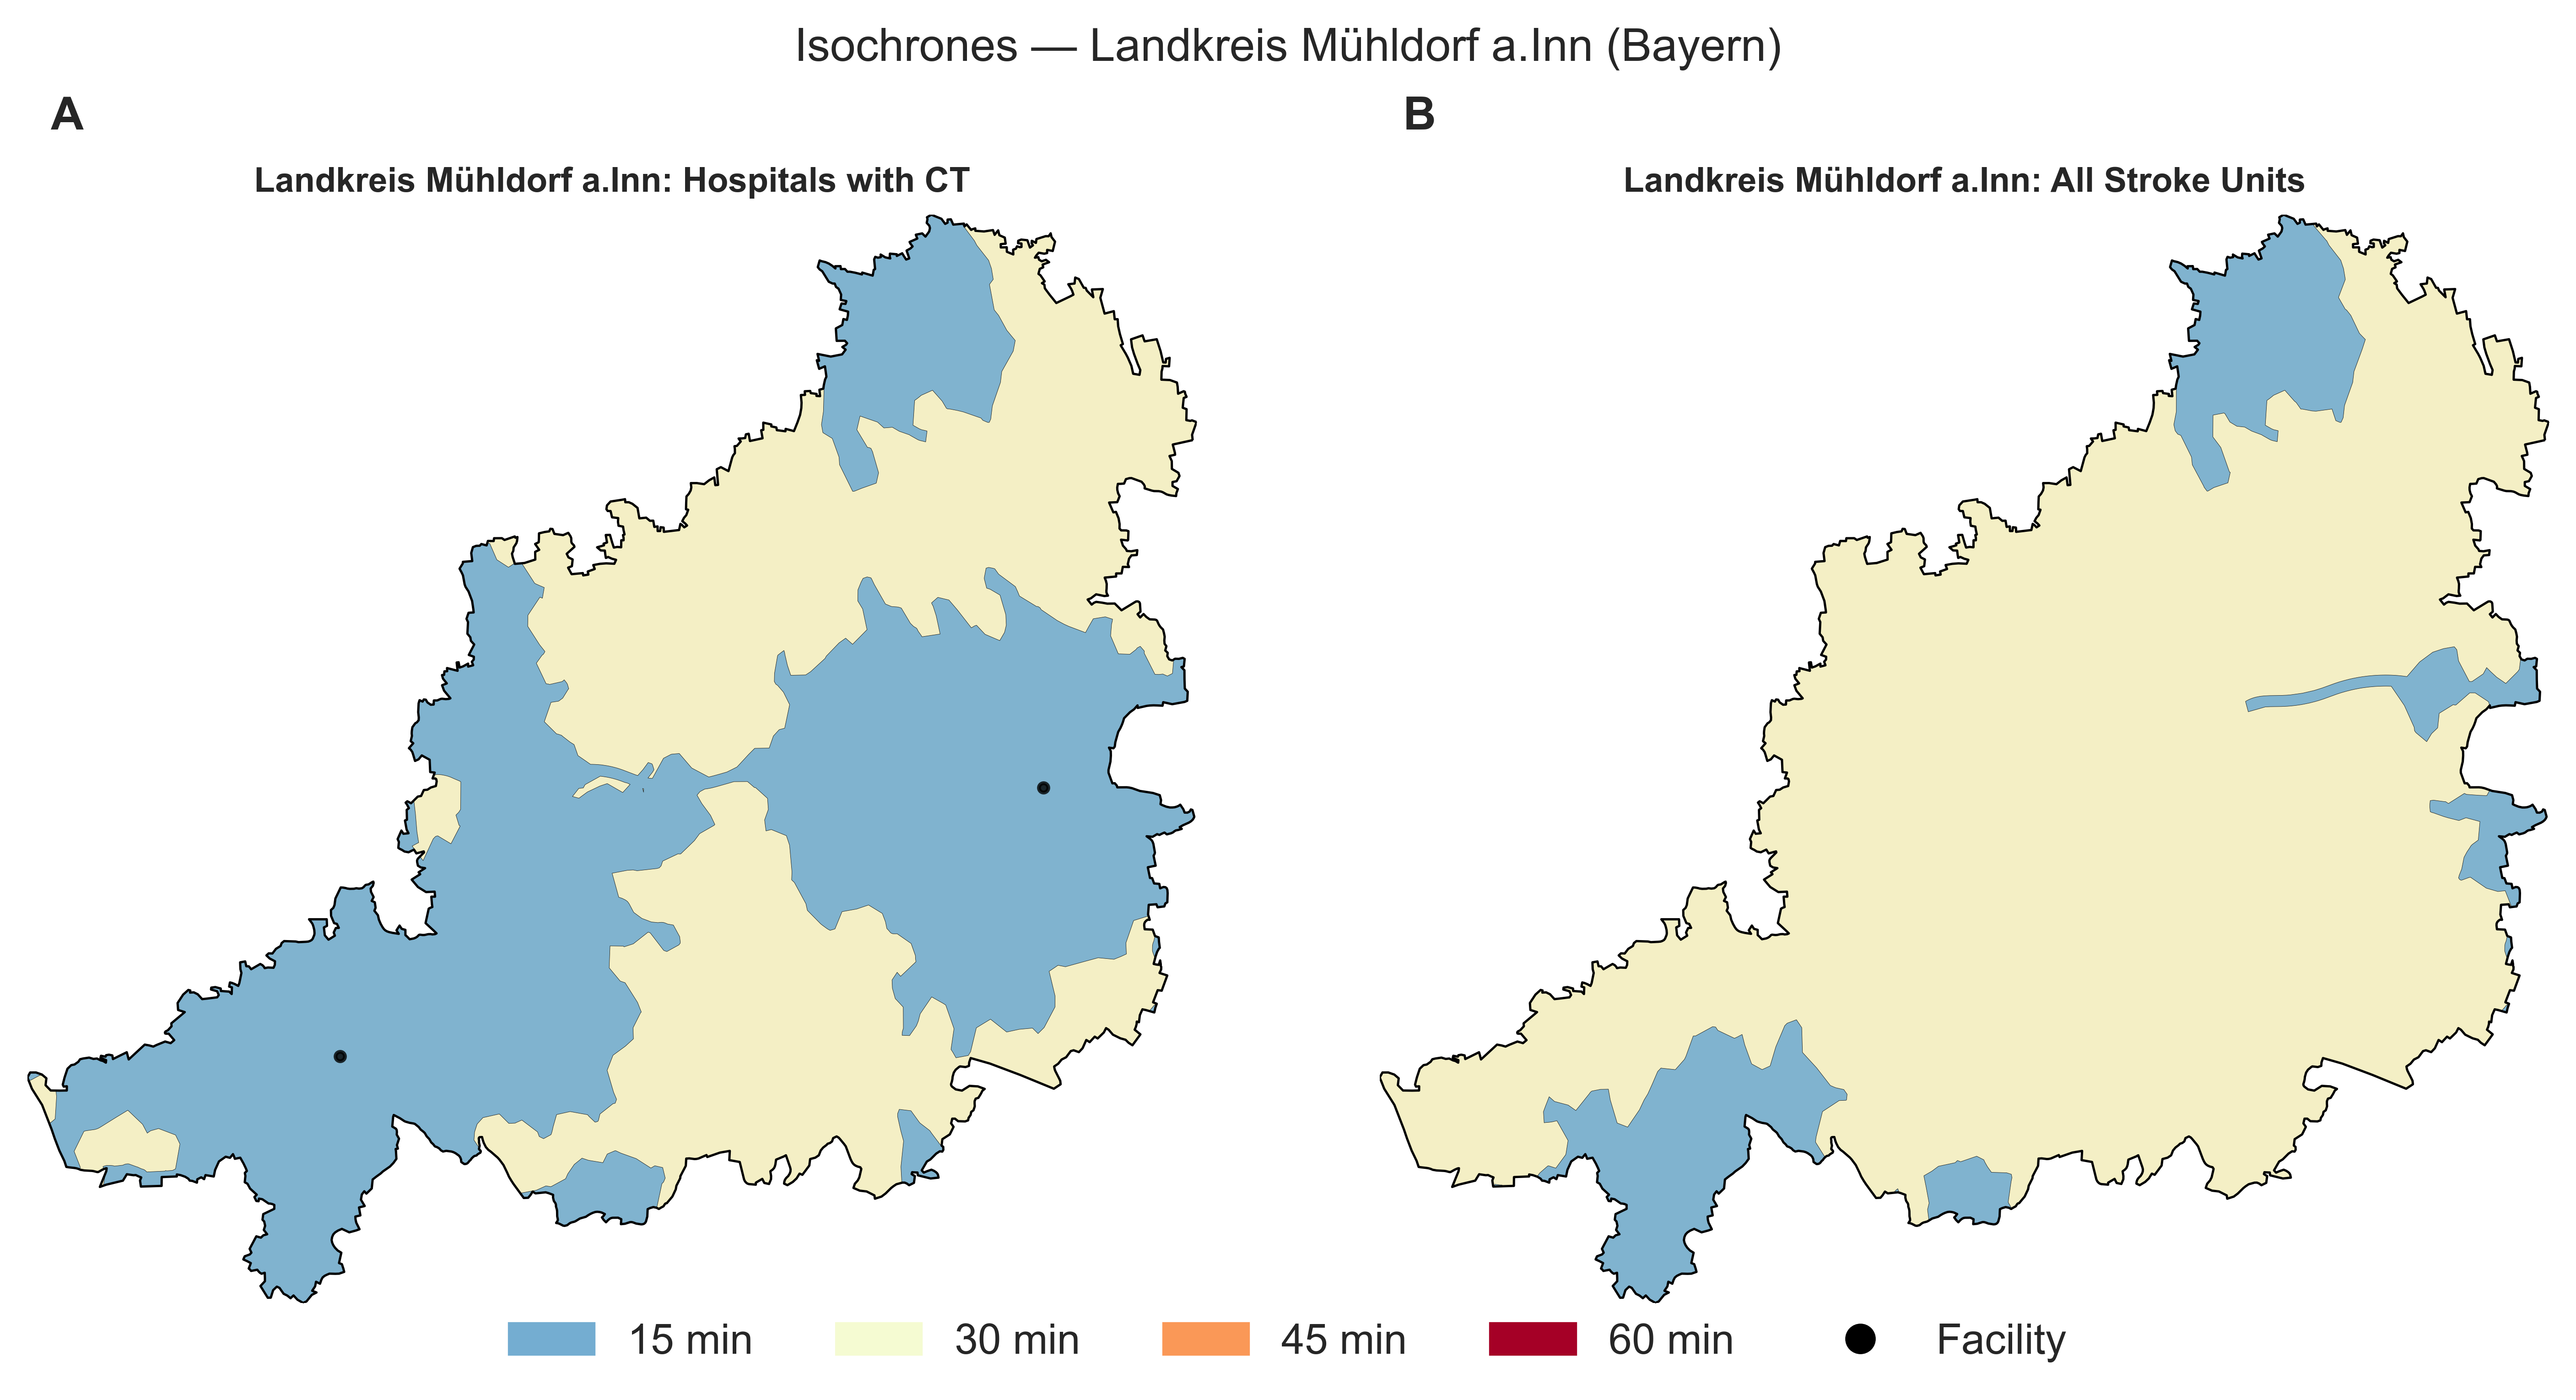 Isochrones — Landkreis Mühldorf a.Inn (Bayern)
A
B
Landkreis Mühldorf a.Inn: Hospitals with CT
Landkreis Mühldorf a.Inn: All Stroke Units
15 min
30 min
45 min
60 min
Facility